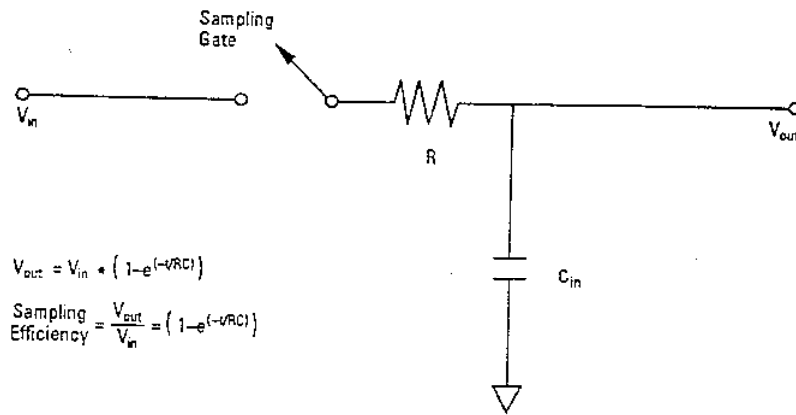 Sampling
Gate
V_in
R
V_out
C_in
V_out = V_in * ( 1-e^(-t/RC) )
Sampling
Efficiency = V_out / V_in = ( 1-e^(-t/RC) )